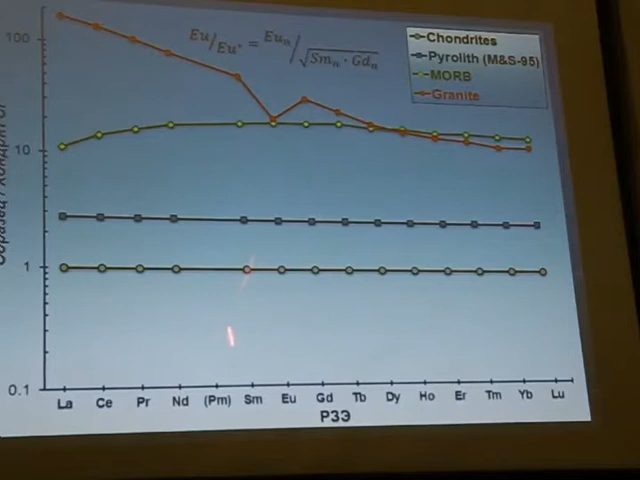 Eu/Eu* = Eun/√Smn · Gdn
Chondrites
Pyrolith (M&S-95)
MORB
Granite
100
10
1
0.1
La Ce Pr Nd (Pm) Sm Eu Gd Tb Dy Ho Er Tm Yb Lu
РЗЭ